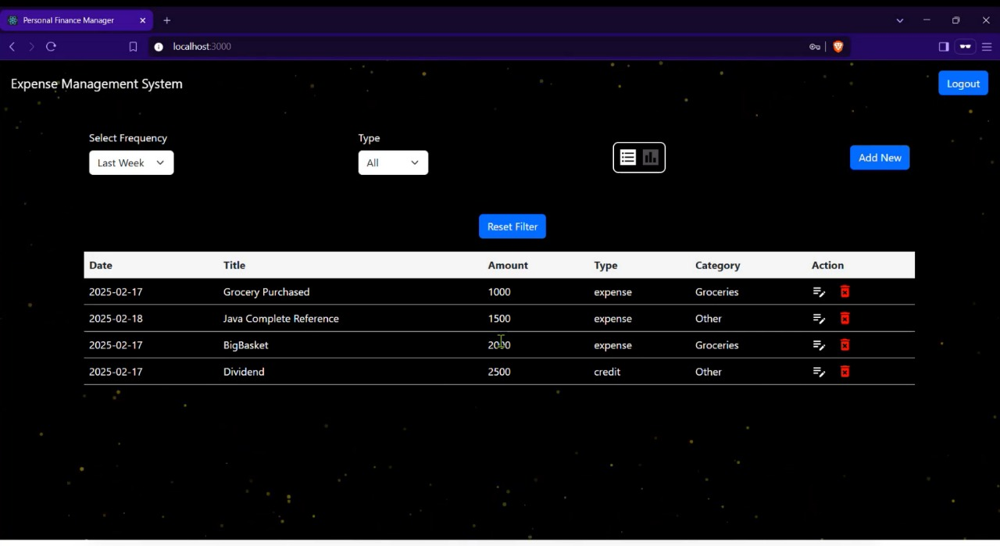 Personal Finance Manager
localhost:3000
Expense Management System
Logout
Select Frequency
Type
Last Week
All
Add New
Reset Filter
Date Title Amount Type Category Action
2025-02-17 Grocery Purchased 1000 expense Groceries
2025-02-18 Java Complete Reference 1500 expense Other
2025-02-17 BigBasket 2000 expense Groceries
2025-02-17 Dividend 2500 credit Other